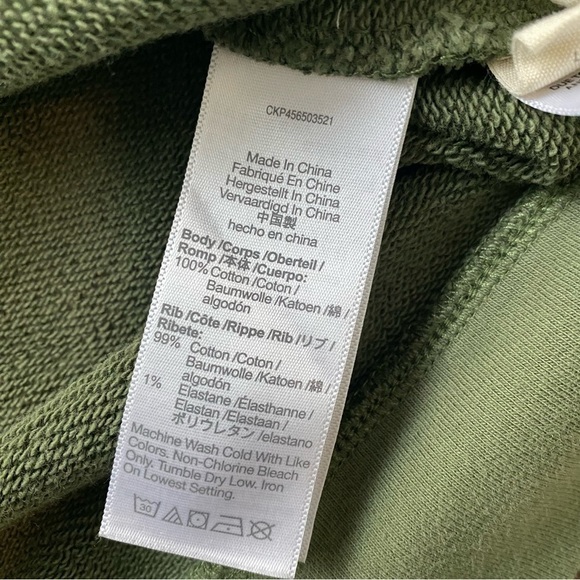 CKP456503521
Made In China
Fabriqué En Chine
Hergestellt In China
Vervaardigd In China
中国製
hecho en china
Body /Corps /Oberteil /
Romp /本体 /Cuerpo:
100% Cotton /Coton /
Baumwolle /Katoen /綿 /
algodón
Rib /Côte /Rippe /Rib /リブ /
Ribete:
99% Cotton /Coton /
Baumwolle /Katoen /綿 /
algodón
1% Elastane /Élasthanne /
Elastan /Elastaan /
ポリウレタン /elastano
Machine Wash Cold With Like
Colors. Non-Chlorine Bleach
Only. Tumble Dry Low. Iron
On Lowest Setting.
30